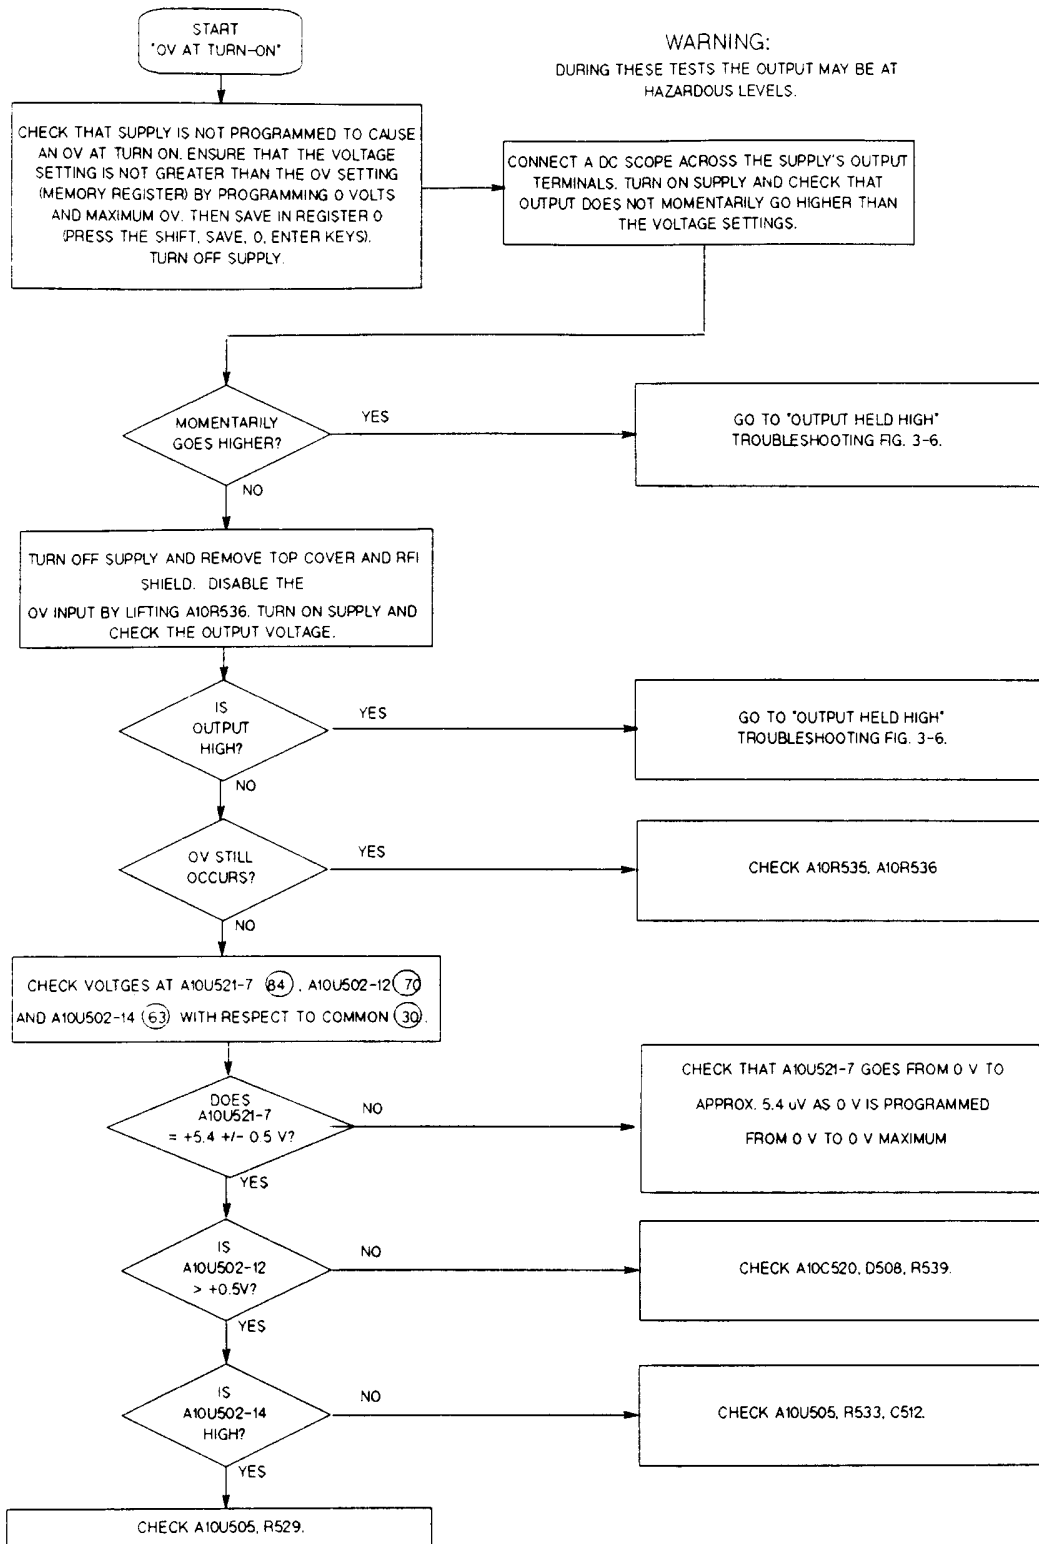 START
"OV AT TURN-ON"
WARNING:
DURING THESE TESTS THE OUTPUT MAY BE AT
HAZARDOUS LEVELS.
CHECK THAT SUPPLY IS NOT PROGRAMMED TO CAUSE
AN OV AT TURN ON. ENSURE THAT THE VOLTAGE
SETTING IS NOT GREATER THAN THE OV SETTING
(MEMORY REGISTER) BY PROGRAMMING 0 VOLTS
AND MAXIMUM OV. THEN SAVE IN REGISTER 0
(PRESS THE SHIFT, SAVE, 0, ENTER KEYS).
TURN OFF SUPPLY.
CONNECT A DC SCOPE ACROSS THE SUPPLY'S OUTPUT
TERMINALS. TURN ON SUPPLY AND CHECK THAT
OUTPUT DOES NOT MOMENTARILY GO HIGHER THAN
THE VOLTAGE SETTINGS.
MOMENTARILY
GOES HIGHER?
YES
GO TO "OUTPUT HELD HIGH"
TROUBLESHOOTING FIG. 3-6.
NO
TURN OFF SUPPLY AND REMOVE TOP COVER AND RFI
SHIELD. DISABLE THE
OV INPUT BY LIFTING A10R536. TURN ON SUPPLY AND
CHECK THE OUTPUT VOLTAGE.
IS
OUTPUT
HIGH?
YES
GO TO "OUTPUT HELD HIGH"
TROUBLESHOOTING FIG. 3-6.
NO
OV STILL
OCCURS?
YES
CHECK A10R535, A10R536
NO
CHECK VOLTGES AT A10U521-7 84 , A10U502-12 70
AND A10U502-14 63 WITH RESPECT TO COMMON 30 .
DOES
A10U521-7
= +5.4 +/- 0.5 V?
NO
CHECK THAT A10U521-7 GOES FROM 0 V TO
APPROX. 5.4 uV AS 0 V IS PROGRAMMED
FROM 0 V TO 0 V MAXIMUM
YES
IS
A10U502-12
> +0.5V?
NO
CHECK A10C520, D508, R539.
YES
IS
A10U502-14
HIGH?
NO
CHECK A10U505, R533, C512.
YES
CHECK A10U505, R529.